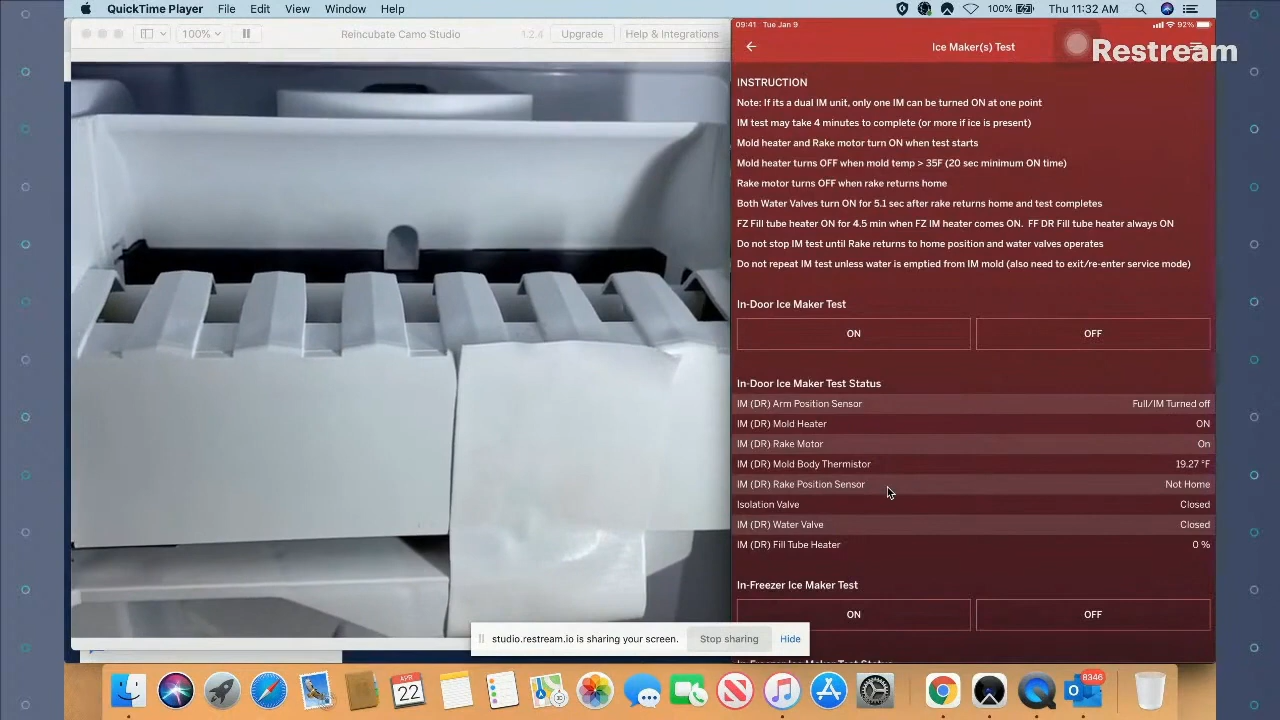 QuickTime Player File Edit View Window Help 100% Thu 11:32 AM
100% Reincubate Camo Studio 1.2.4 Upgrade Help & Integrations
09:41 Tue Jan 9 92%
Ice Maker(s) Test
Restream
INSTRUCTION
Note: If its a dual IM unit, only one IM can be turned ON at one point
IM test may take 4 minutes to complete (or more if ice is present)
Mold heater and Rake motor turn ON when test starts
Mold heater turns OFF when mold temp > 35F (20 sec minimum ON time)
Rake motor turns OFF when rake returns home
Both Water Valves turn ON for 5.1 sec after rake returns home and test completes
FZ Fill tube heater ON for 4.5 min when FZ IM heater comes ON. FF DR Fill tube heater always ON
Do not stop IM test until Rake returns to home position and water valves operates
Do not repeat IM test unless water is emptied from IM mold (also need to exit/re-enter service mode)
In-Door Ice Maker Test
ON OFF
In-Door Ice Maker Test Status
IM (DR) Arm Position Sensor Full/IM Turned off
IM (DR) Mold Heater ON
IM (DR) Rake Motor On
IM (DR) Mold Body Thermistor 19.27 °F
IM (DR) Rake Position Sensor Not Home
Isolation Valve Closed
IM (DR) Water Valve Closed
IM (DR) Fill Tube Heater 0 %
In-Freezer Ice Maker Test
ON OFF
In-Freezer Ice Maker Test Status
studio.restream.io is sharing your screen. Stop sharing Hide
APR
22
8346